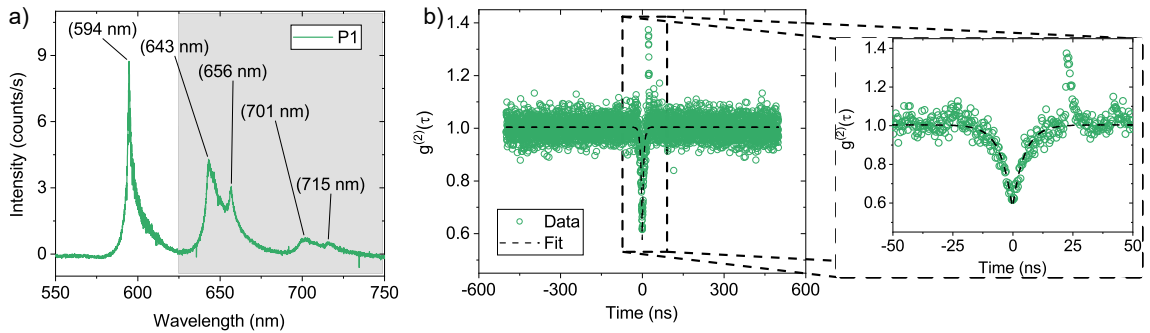 a)
P1
(594 nm)
(643 nm)
(656 nm)
(701 nm)
(715 nm)
9
6
3
0
Intensity (counts/s)
550
600
650
700
750
Wavelength (nm)
b)
1.4
1.2
1.0
0.8
0.6
g⁽²⁾(τ)
Data
Fit
-600
-300
0
300
600
Time (ns)
1.4
1.2
1.0
0.8
0.6
g⁽²⁾(τ)
-50
-25
0
25
50
Time (ns)